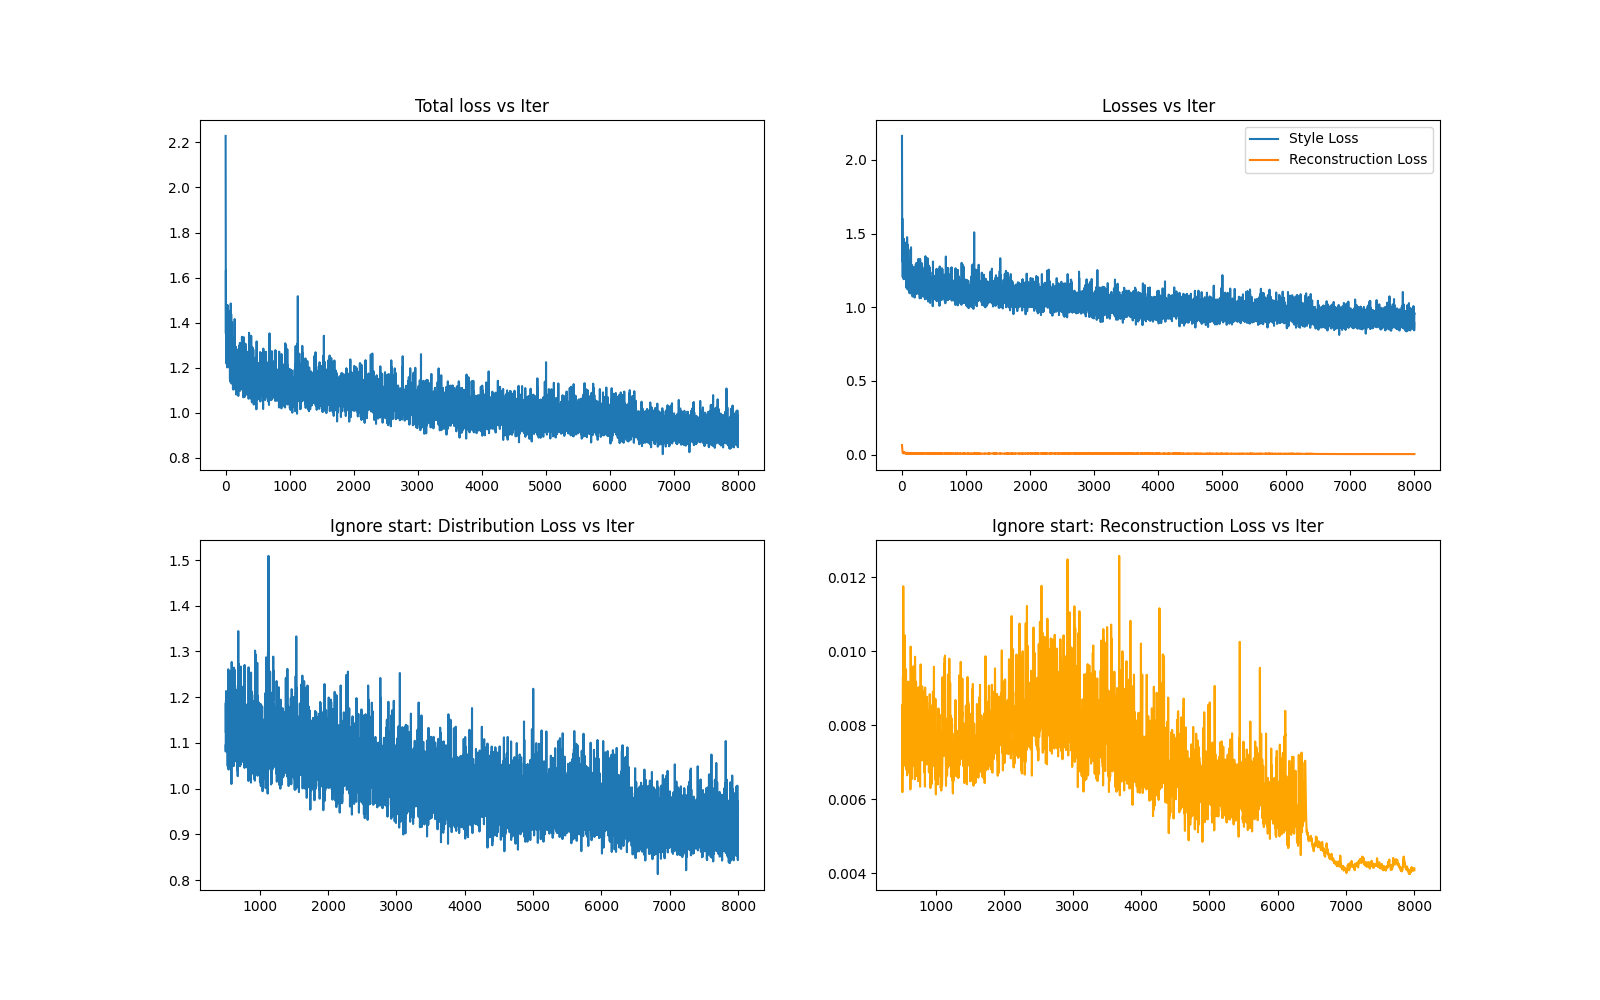 Total loss vs Iter
2.2
2.0
1.8
1.6
1.4
1.2
1.0
0.8
0 1000 2000 3000 4000 5000 6000 7000 8000
Losses vs Iter
Style Loss
Reconstruction Loss
2.0
1.5
1.0
0.5
0.0
0 1000 2000 3000 4000 5000 6000 7000 8000
Ignore start: Distribution Loss vs Iter
1.5
1.4
1.3
1.2
1.1
1.0
0.9
0.8
1000 2000 3000 4000 5000 6000 7000 8000
Ignore start: Reconstruction Loss vs Iter
0.012
0.010
0.008
0.006
0.004
1000 2000 3000 4000 5000 6000 7000 8000